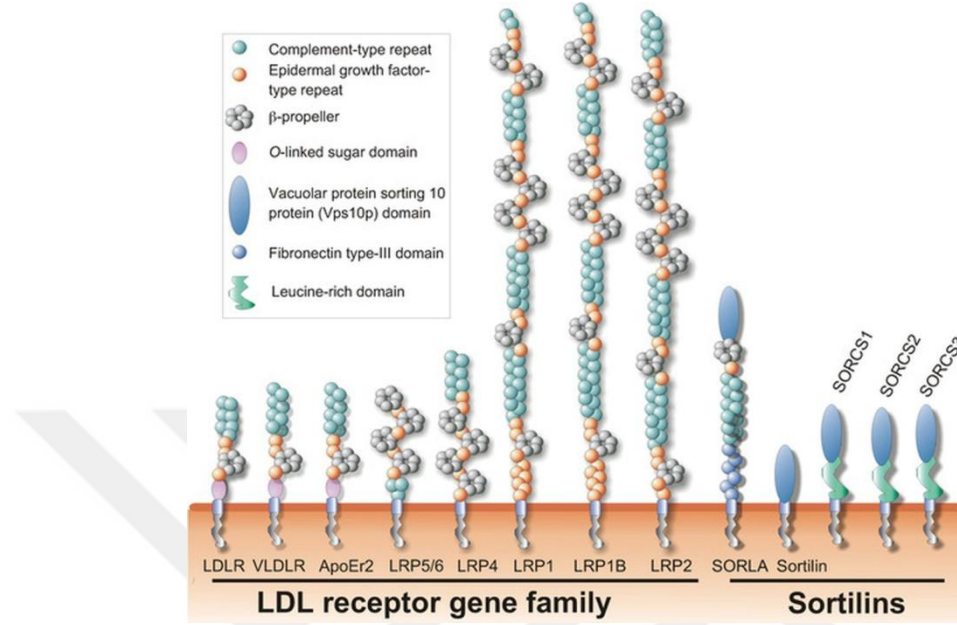 Complement-type repeat
Epidermal growth factor-
type repeat
β-propeller
O-linked sugar domain
Vacuolar protein sorting 10
protein (Vps10p) domain
Fibronectin type-III domain
Leucine-rich domain
SORCS1
SORCS2
SORCS3
LDLR VLDLR ApoEr2 LRP5/6 LRP4 LRP1 LRP1B LRP2 SORLA Sortilin
LDL receptor gene family Sortilins